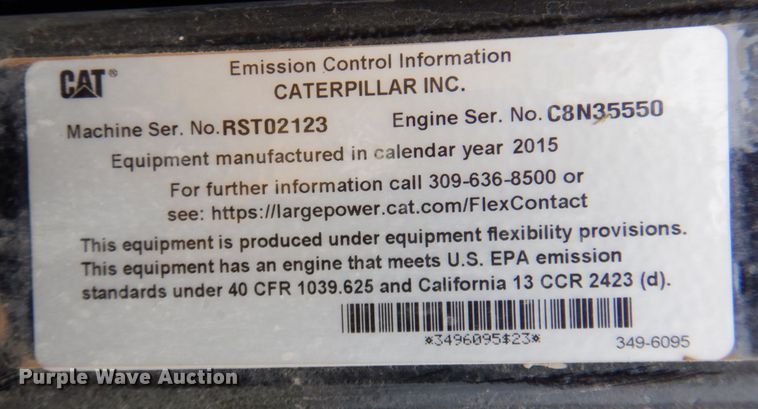 CAT®
Emission Control Information
CATERPILLAR INC.
Machine Ser. No.RST02123
Engine Ser. No.C8N35550
Equipment manufactured in calendar year 2015
For further information call 309-636-8500 or
see: https://largepower.cat.com/FlexContact
This equipment is produced under equipment flexibility provisions.
This equipment has an engine that meets U.S. EPA emission
standards under 40 CFR 1039.625 and California 13 CCR 2423 (d).
*3496095$23*
349-6095
Purple Wave Auction